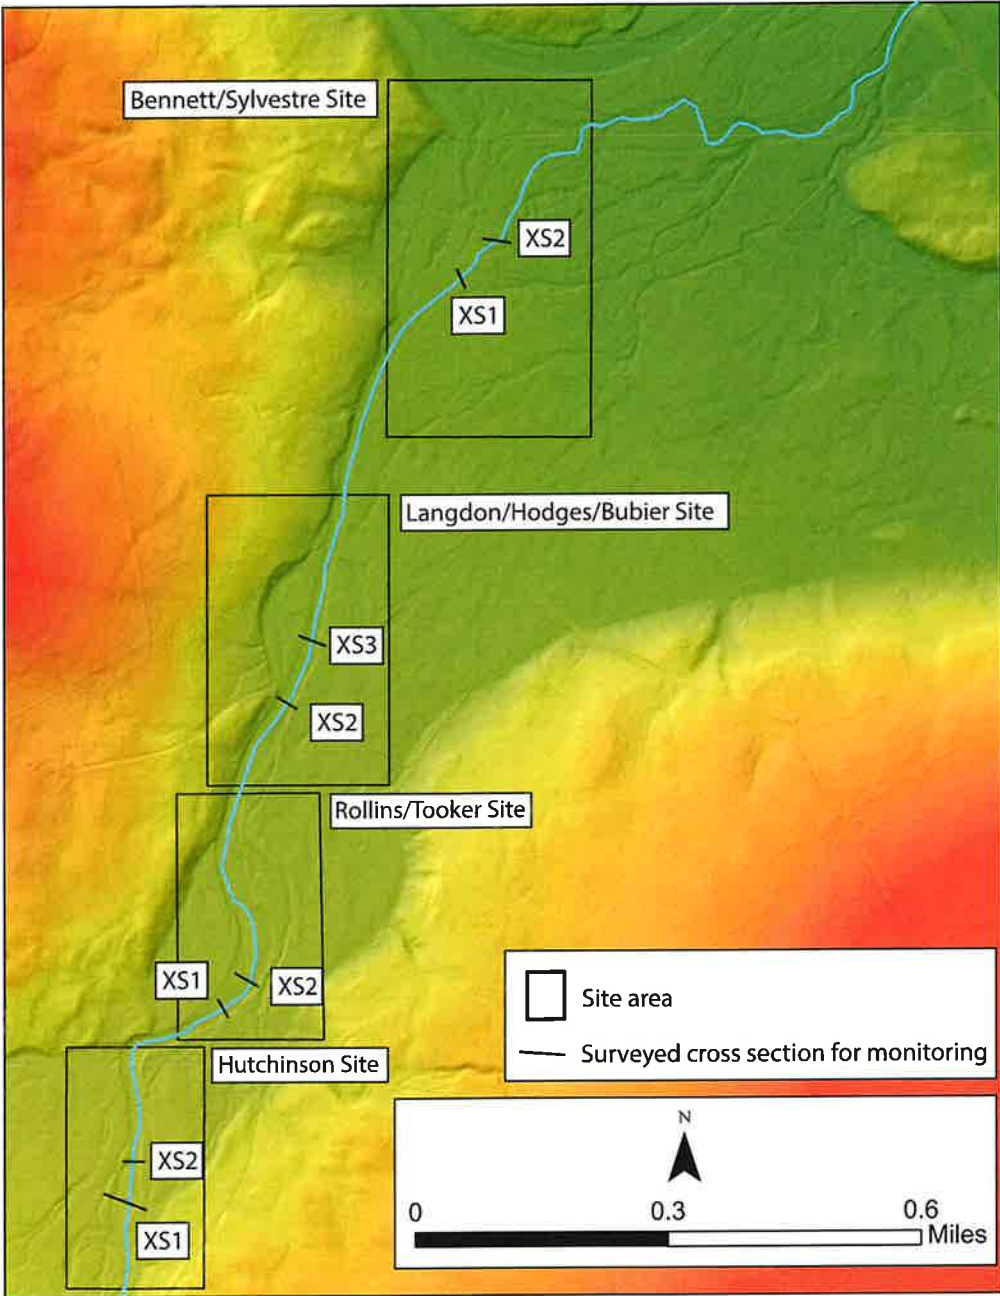 Bennett/Sylvestre Site
XS2
XS1
Langdon/Hodges/Bubier Site
XS3
XS2
Rollins/Tooker Site
XS1
XS2
Hutchinson Site
XS2
XS1
Site area
Surveyed cross section for monitoring
N
0 0.3 0.6
Miles